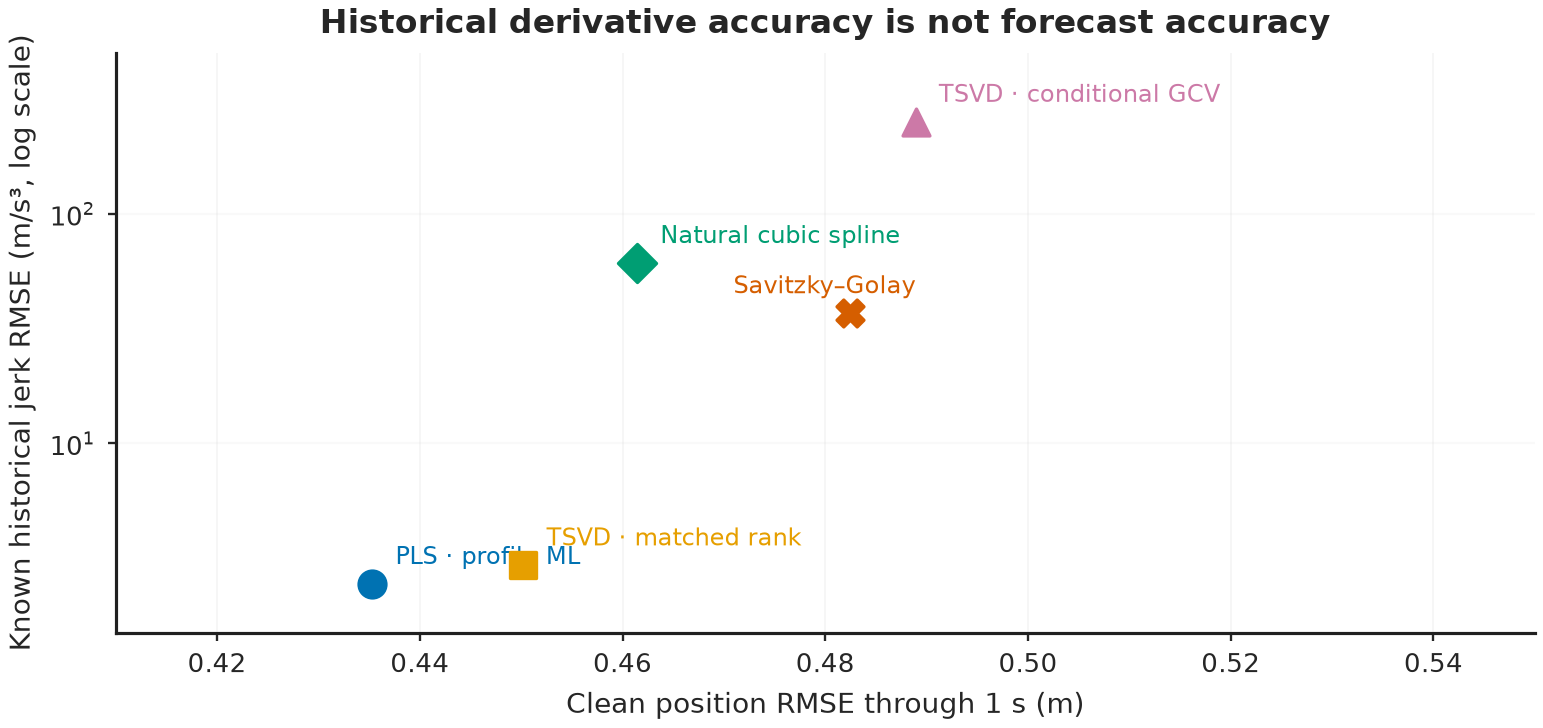 Historical derivative accuracy is not forecast accuracy
Known historical jerk RMSE (m/s³, log scale)
10²
10¹
TSVD · conditional GCV
Natural cubic spline
Savitzky–Golay
TSVD · matched rank
PLS · profile ML
0.42 0.44 0.46 0.48 0.50 0.52 0.54
Clean position RMSE through 1 s (m)